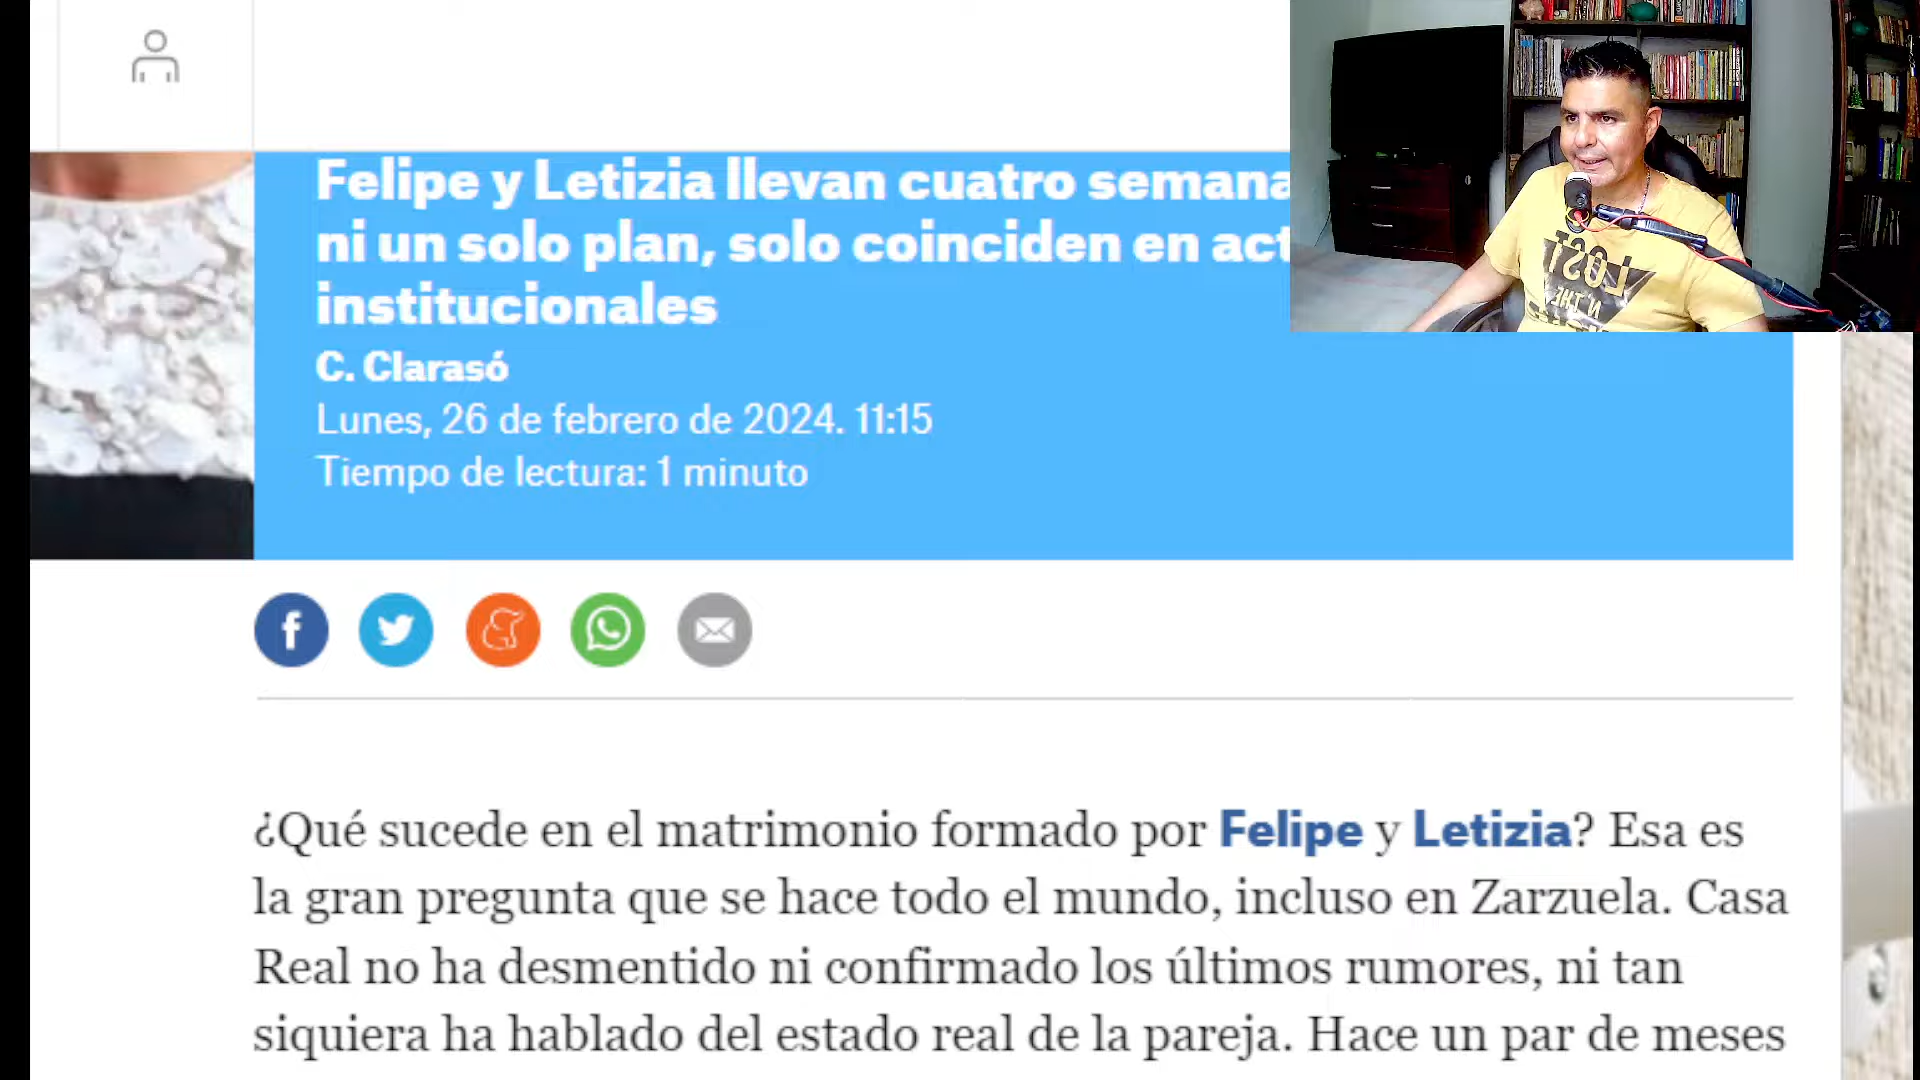 Felipe y Letizia llevan cuatro semana
ni un solo plan, solo coinciden en act
institucionales
C. Clarasó
Lunes, 26 de febrero de 2024. 11:15
Tiempo de lectura: 1 minuto
LOST
IN THE
¿Qué sucede en el matrimonio formado por Felipe y Letizia? Esa es
la gran pregunta que se hace todo el mundo, incluso en Zarzuela. Casa
Real no ha desmentido ni confirmado los últimos rumores, ni tan
siquiera ha hablado del estado real de la pareja. Hace un par de meses